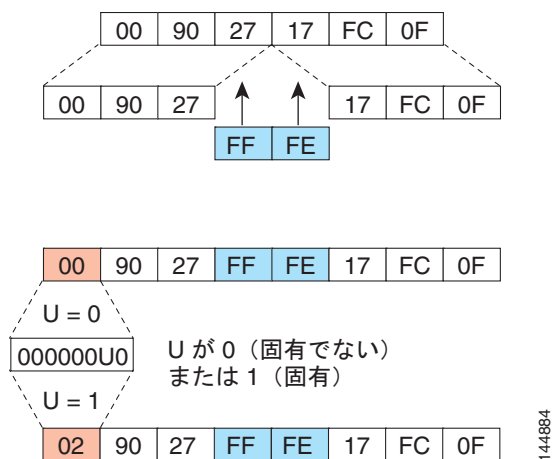 00 90 27 17 FC 0F
00 90 27 17 FC 0F
FF FE
00 90 27 FF FE 17 FC 0F
U = 0
000000U0
U が 0（固有でない）
または 1（固有）
U = 1
02 90 27 FF FE 17 FC 0F
144884